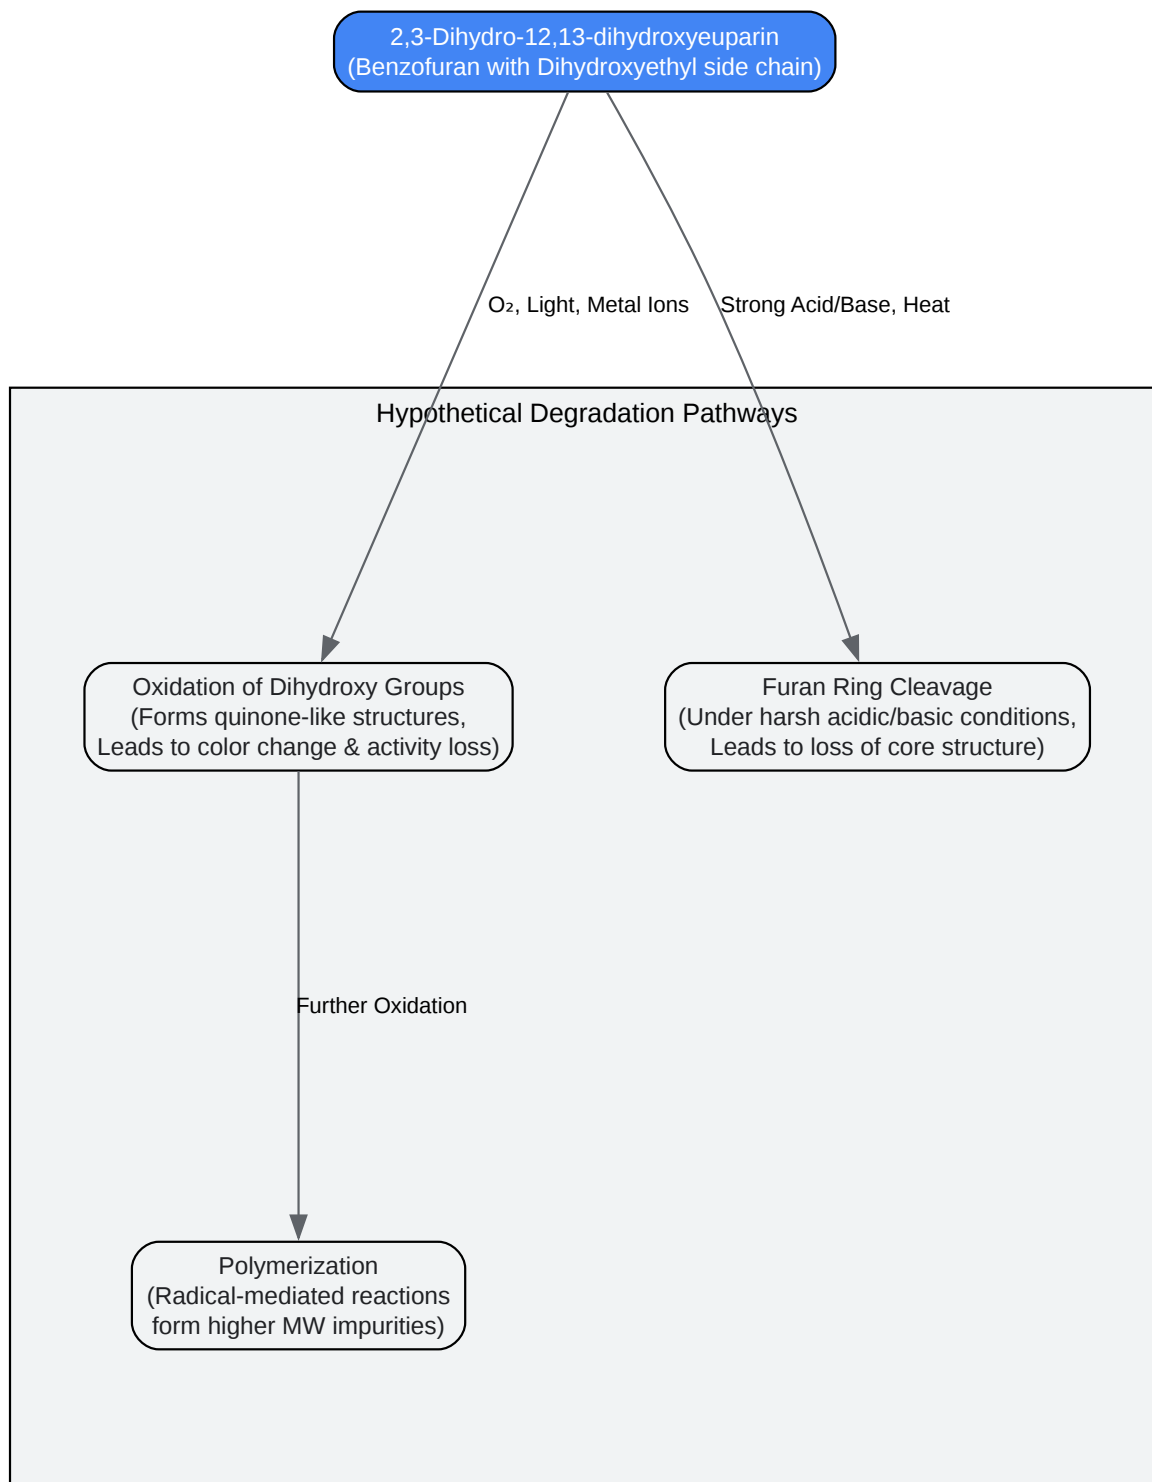 2,3-Dihydro-12,13-dihydroxyeuparin
(Benzofuran with Dihydroxyethyl side chain)
O₂, Light, Metal Ions
Strong Acid/Base, Heat
Hypothetical Degradation Pathways
Oxidation of Dihydroxy Groups
(Forms quinone-like structures,
Leads to color change & activity loss)
Furan Ring Cleavage
(Under harsh acidic/basic conditions,
Leads to loss of core structure)
Further Oxidation
Polymerization
(Radical-mediated reactions
form higher MW impurities)